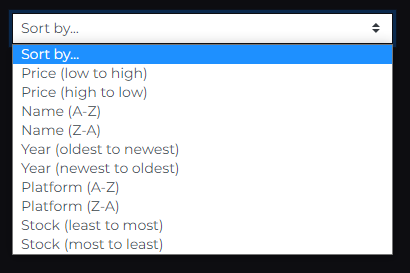 Sort by...
Sort by...
Price (low to high)
Price (high to low)
Name (A-Z)
Name (Z-A)
Year (oldest to newest)
Year (newest to oldest)
Platform (A-Z)
Platform (Z-A)
Stock (least to most)
Stock (most to least)